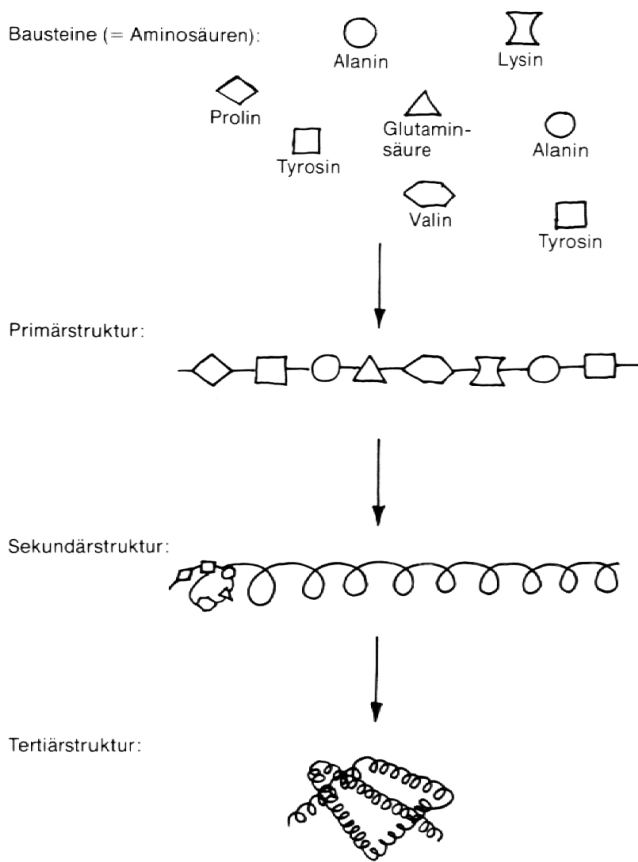 Bausteine (= Aminosäuren):
Alanin
Lysin
Prolin
Tyrosin
Glutamin-
säure
Alanin
Valin
Tyrosin
Primärstruktur:
Sekundärstruktur:
Tertiärstruktur: